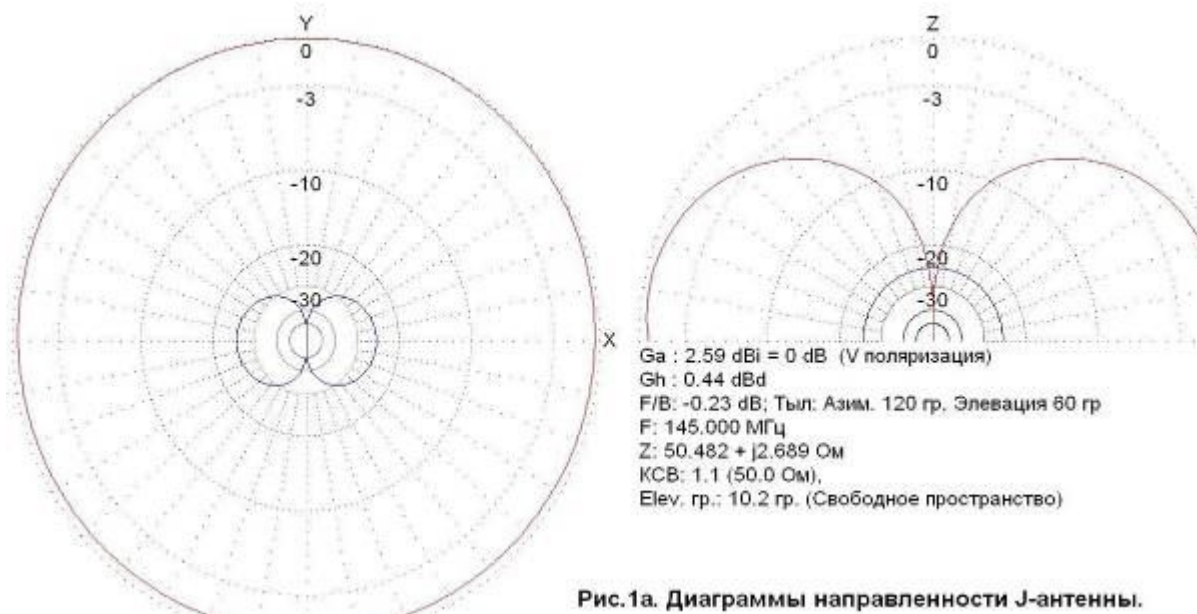 Y
0
-3
-10
-20
-30
X
Z
0
-3
-10
-20
-30
Ga : 2.59 dBi = 0 dB (V поляризация)
Gh : 0.44 dBd
F/B: -0.23 dB; Тыл: Азим. 120 гр. Элевация 60 гр
F: 145.000 МГц
Z: 50.482 + j2.689 Ом
КСВ: 1.1 (50.0 Ом),
Elev. гр.: 10.2 гр. (Свободное пространство)
Рис.1а. Диаграммы направленности J-антенны.